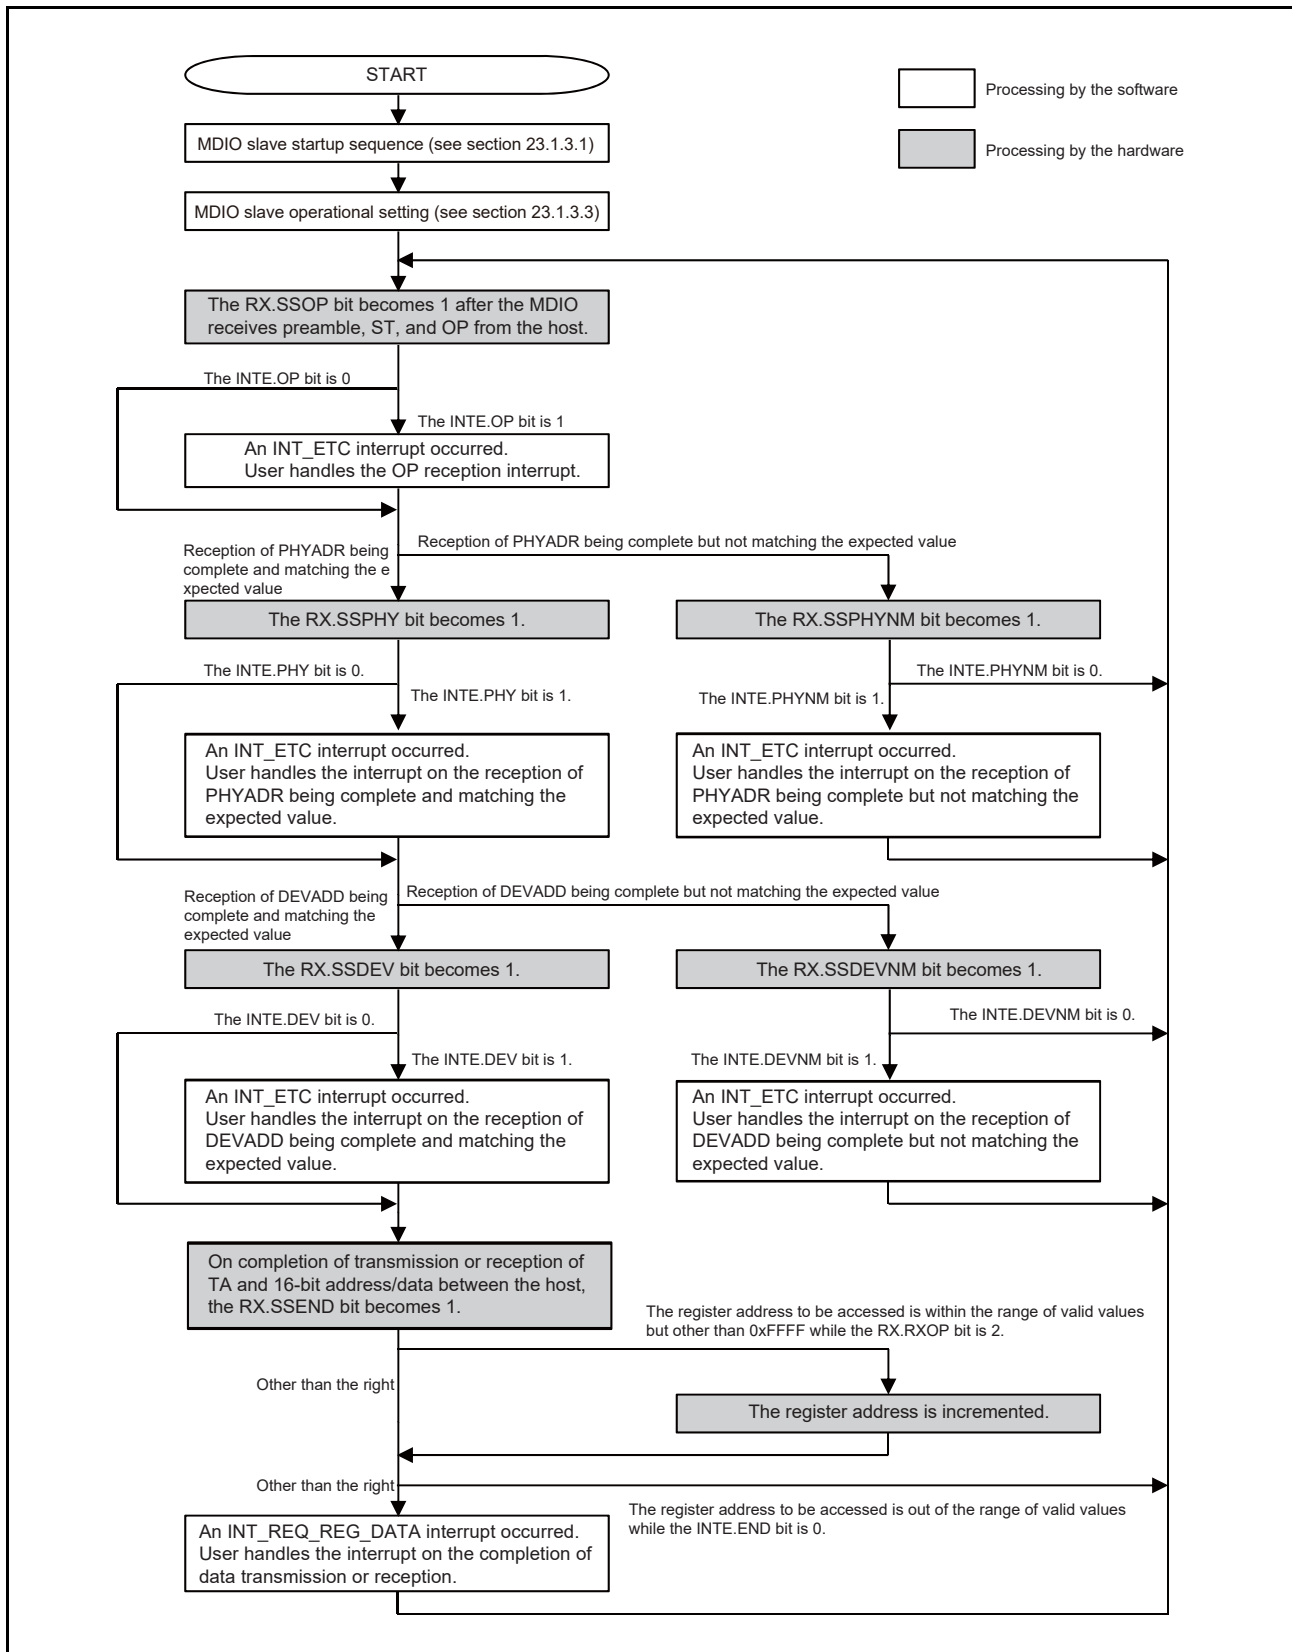 START
Processing by the software
MDIO slave startup sequence (see section 23.1.3.1)
Processing by the hardware
MDIO slave operational setting (see section 23.1.3.3)
The RX.SSOP bit becomes 1 after the MDIO
receives preamble, ST, and OP from the host.
The INTE.OP bit is 0
The INTE.OP bit is 1
An INT_ETC interrupt occurred.
User handles the OP reception interrupt.
Reception of PHYADR being
complete and matching the e
xpected value
Reception of PHYADR being complete but not matching the expected value
The RX.SSPHY bit becomes 1.
The RX.SSPHYNM bit becomes 1.
The INTE.PHY bit is 0.
The INTE.PHYNM bit is 0.
The INTE.PHY bit is 1.
The INTE.PHYNM bit is 1.
An INT_ETC interrupt occurred.
User handles the interrupt on the reception of
PHYADR being complete and matching the
expected value.
An INT_ETC interrupt occurred.
User handles the interrupt on the reception of
PHYADR being complete but not matching the
expected value.
Reception of DEVADD being
complete and matching the
expected value
Reception of DEVADD being complete but not matching the expected value
The RX.SSDEV bit becomes 1.
The RX.SSDEVNM bit becomes 1.
The INTE.DEV bit is 0.
The INTE.DEVNM bit is 0.
The INTE.DEV bit is 1.
The INTE.DEVNM bit is 1.
An INT_ETC interrupt occurred.
User handles the interrupt on the reception of
DEVADD being complete and matching the
expected value.
An INT_ETC interrupt occurred.
User handles the interrupt on the reception of
DEVADD being complete but not matching the
expected value.
On completion of transmission or reception of
TA and 16-bit address/data between the host,
the RX.SSEND bit becomes 1.
The register address to be accessed is within the range of valid values
but other than 0xFFFF while the RX.RXOP bit is 2.
Other than the right
The register address is incremented.
Other than the right
The register address to be accessed is out of the range of valid values
while the INTE.END bit is 0.
An INT_REQ_REG_DATA interrupt occurred.
User handles the interrupt on the completion of
data transmission or reception.